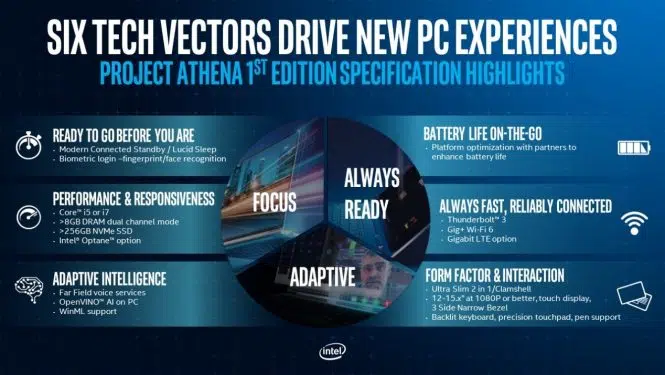 SIX TECH VECTORS DRIVE NEW PC EXPERIENCES
PROJECT ATHENA 1ST EDITION SPECIFICATION HIGHLIGHTS
READY TO GO BEFORE YOU ARE
• Modern Connected Standby / Lucid Sleep
• Biometric login –fingerprint/face recognition
PERFORMANCE & RESPONSIVENESS
• Core™ i5 or i7
• >8GB DRAM dual channel mode
• >256GB NVMe SSD
• Intel® Optane™ option
ADAPTIVE INTELLIGENCE
• Far Field voice services
• OpenVINO™ AI on PC
• WinML support
FOCUS
ALWAYS
READY
ADAPTIVE
BATTERY LIFE ON-THE-GO
• Platform optimization with partners to
enhance battery life
ALWAYS FAST, RELIABLY CONNECTED
• Thunderbolt™ 3
• Gig+ Wi-Fi 6
• Gigabit LTE option
FORM FACTOR & INTERACTION
• Ultra Slim 2 in 1/Clamshell
• 12-15.x" at 1080P or better, touch display,
3 Side Narrow Bezel
• Backlit keyboard, precision touchpad, pen support
intel